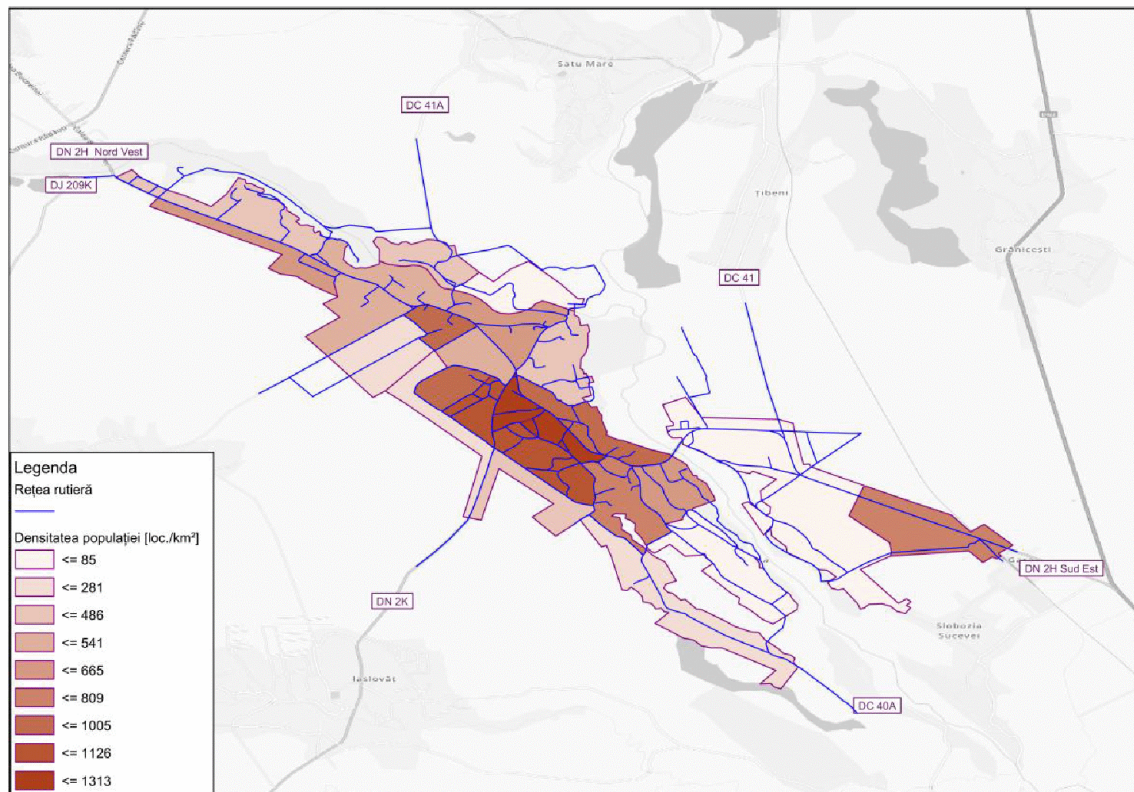 Satu Mare
DC 41A
DN 2H Nord Vest
DJ 209K
Țibeni
Grănicești
DC 41
Legenda
Rețea rutieră
Densitatea populației [loc./km²]
<= 85
<= 281
<= 486
<= 541
<= 665
<= 809
<= 1005
<= 1126
<= 1313
DN 2H Sud Est
DN 2K
Slobozia
Sucevei
Iaslovăț
DC 40A